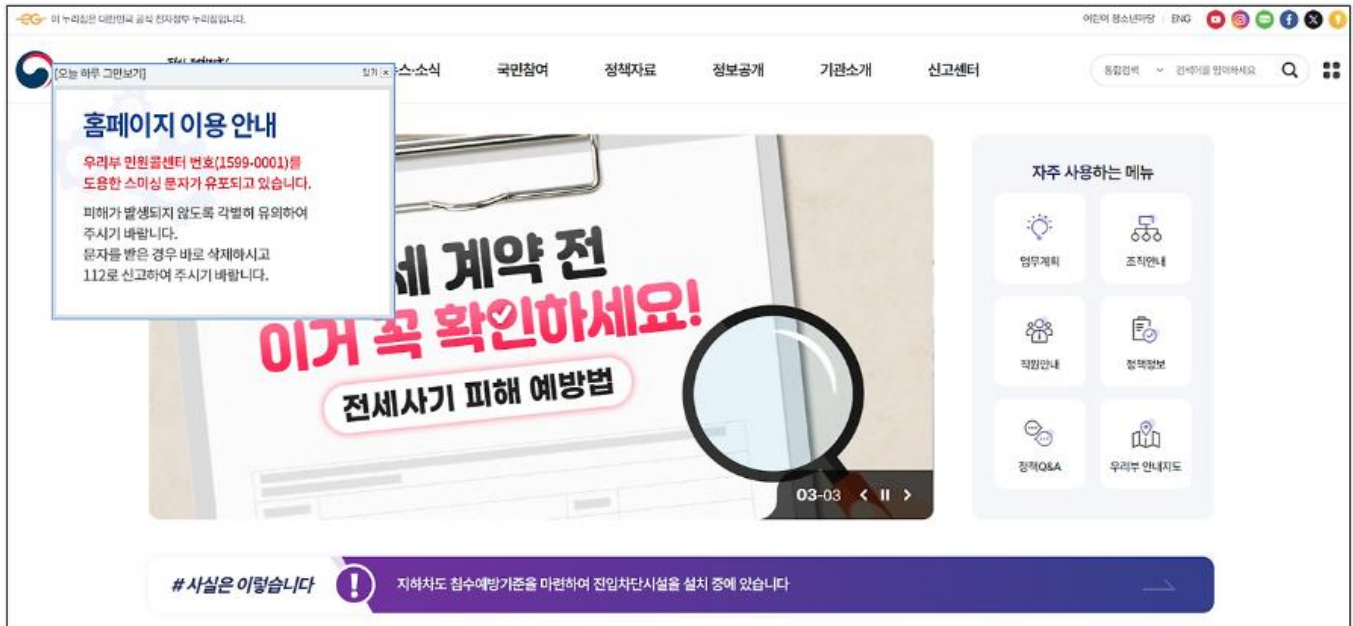 이 누리집은 대한민국 공식 전자정부 누리집입니다.
어린이 청소년마당 | ENG
뉴스·소식 국민참여 정책자료 정보공개 기관소개 신고센터
통합검색 검색어를 입력하세요
[오늘 하루 그만보기] 닫기
홈페이지 이용 안내
우리부 민원콜센터 번호(1599-0001)를
도용한 스미싱 문자가 유포되고 있습니다.
피해가 발생되지 않도록 각별히 유의하여
주시기 바랍니다.
문자를 받은 경우 바로 삭제하시고
112로 신고하여 주시기 바랍니다.
세 계약 전
이거 꼭 확인하세요!
전세사기 피해 예방법
03-03
자주 사용하는 메뉴
업무계획 조직안내
직원안내 정책정보
정책Q&A 우리부 안내지도
# 사실은 이렇습니다
지하차도 침수예방기준을 마련하여 진입차단시설을 설치 중에 있습니다